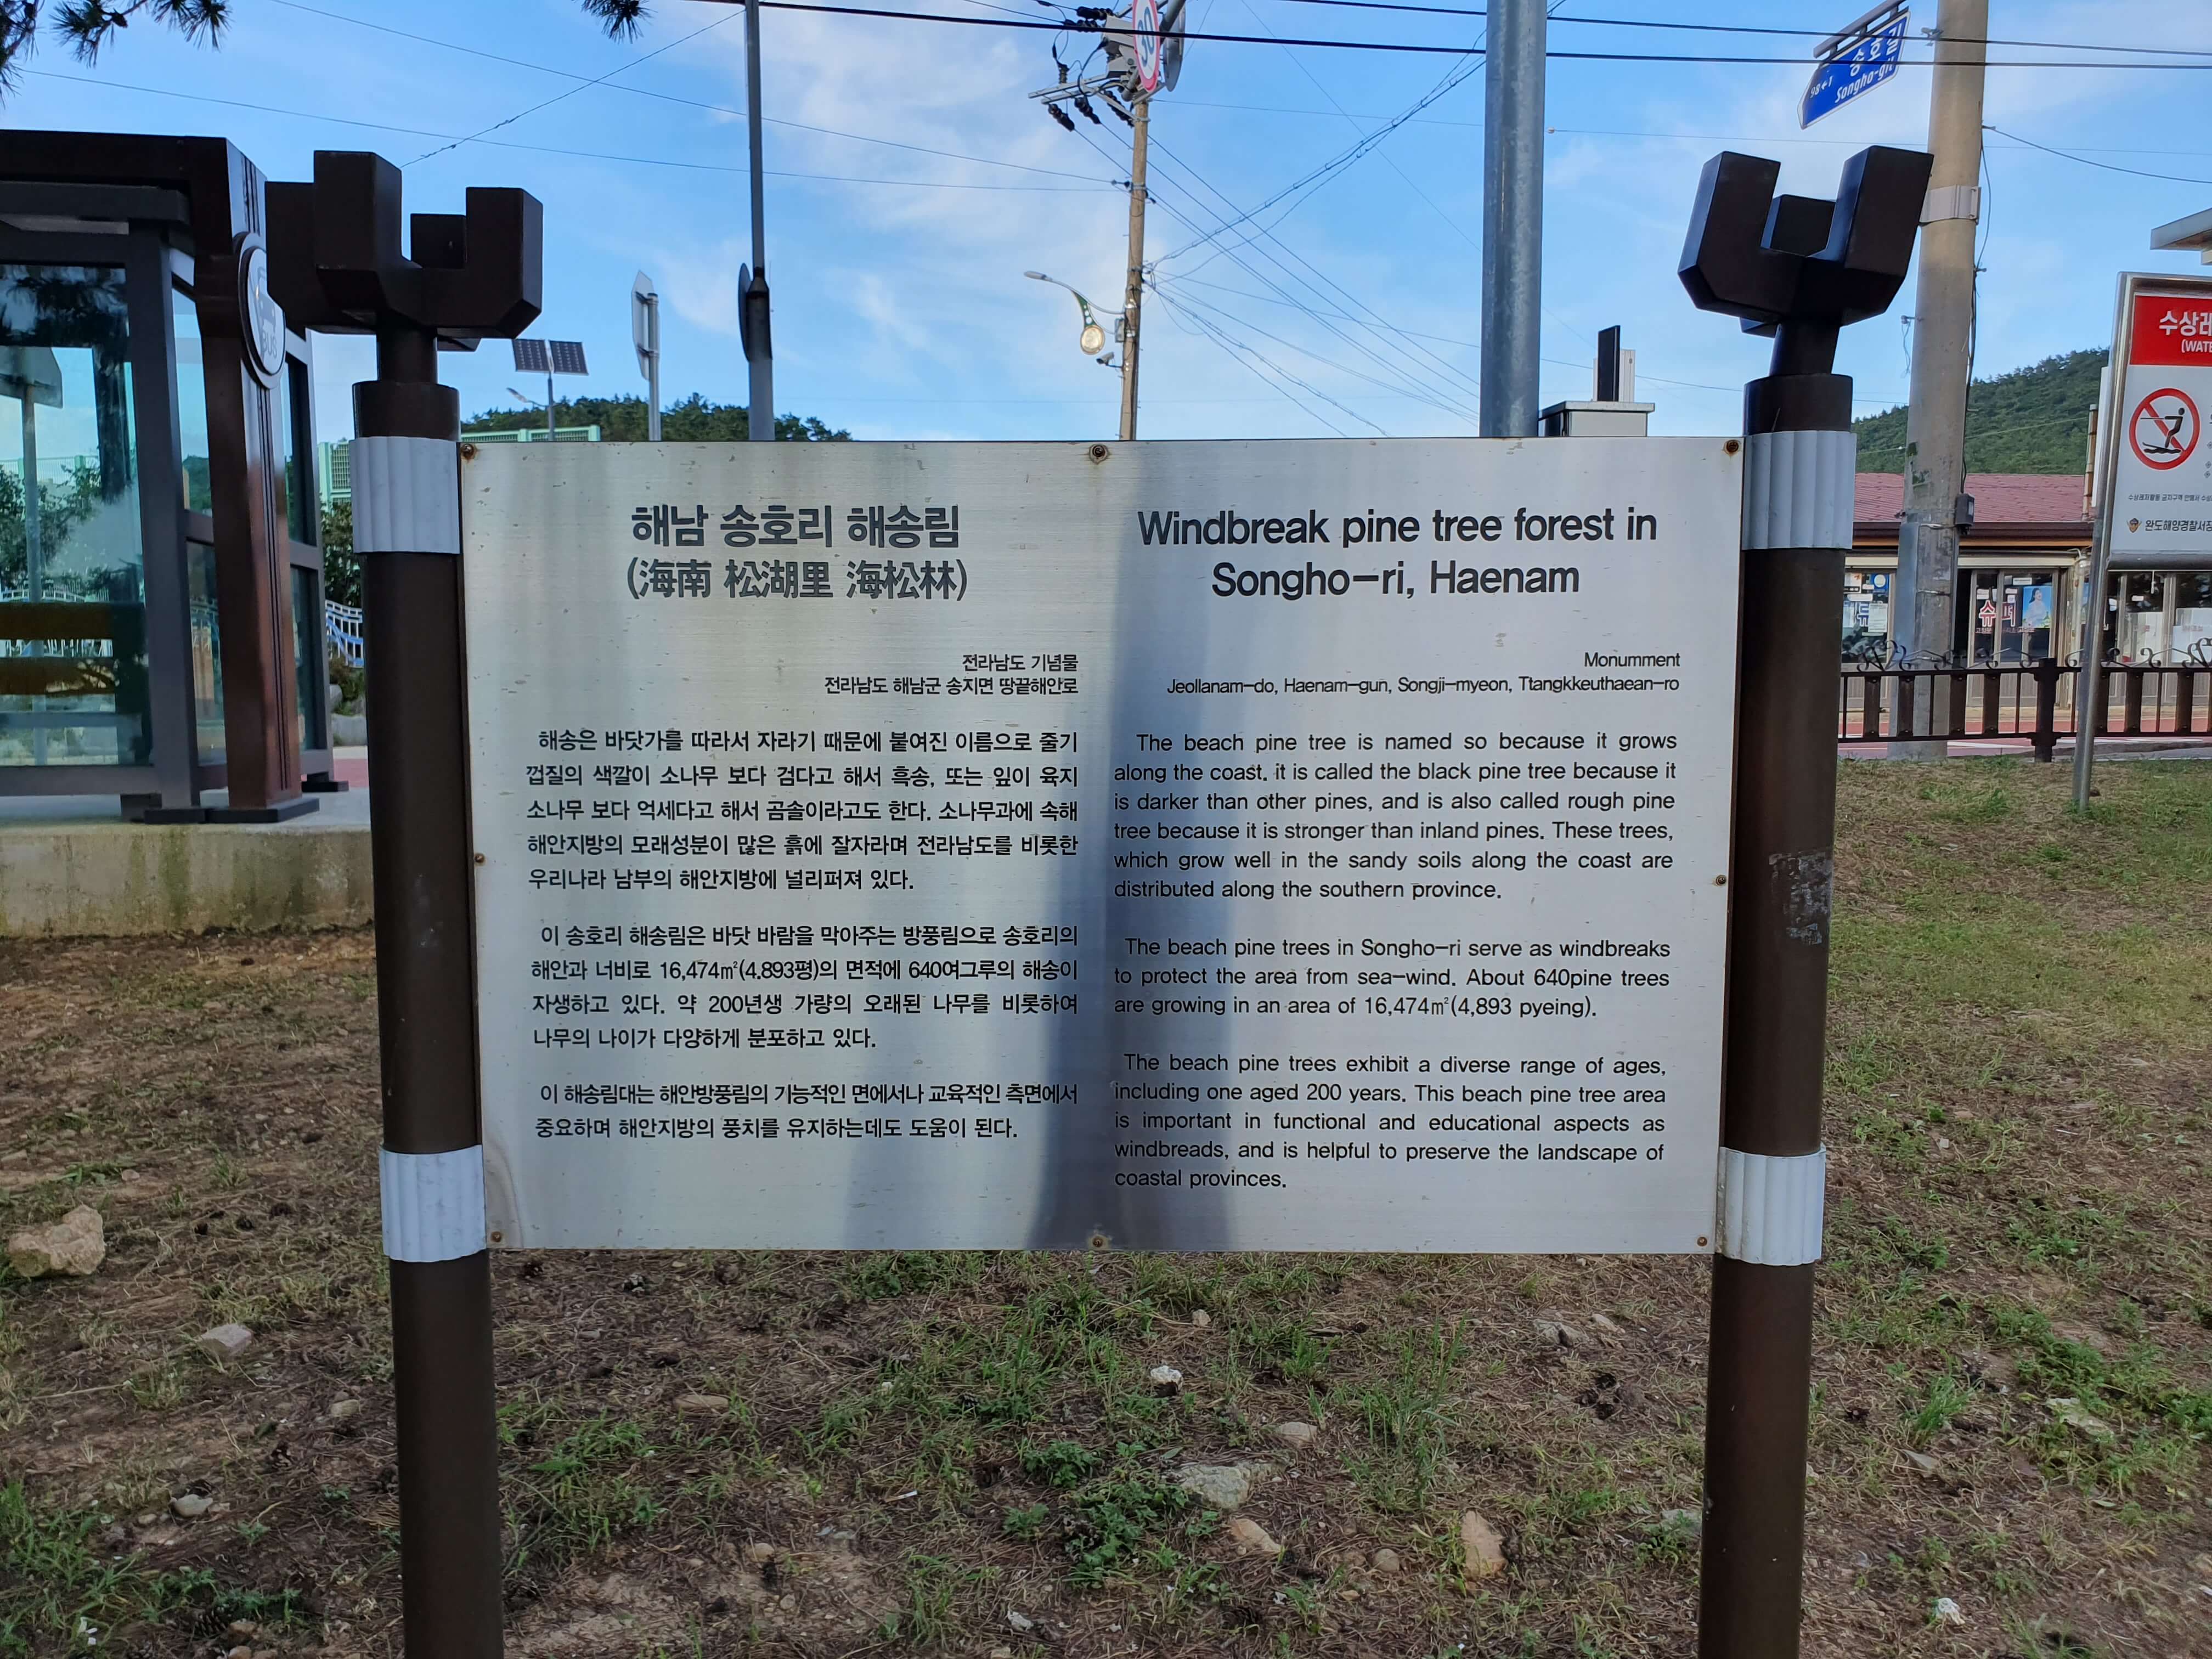 30
송호길
98←1
Songho-gil
BUS
해남 송호리 해송림
(海南 松湖里 海松林)
전라남도 기념물
전라남도 해남군 송지면 땅끝해안로
해송은 바닷가를 따라서 자라기 때문에 붙여진 이름으로 줄기
껍질의 색깔이 소나무 보다 검다고 해서 흑송, 또는 잎이 육지
소나무 보다 억세다고 해서 곰솔이라고도 한다. 소나무과에 속해
해안지방의 모래성분이 많은 흙에 잘자라며 전라남도를 비롯한
우리나라 남부의 해안지방에 널리퍼져 있다.
이 송호리 해송림은 바닷 바람을 막아주는 방풍림으로 송호리의
해안과 너비로 16,474㎡(4.893평)의 면적에 640여그루의 해송이
자생하고 있다. 약 200년생 가량의 오래된 나무를 비롯하여
나무의 나이가 다양하게 분포하고 있다.
이 해송림대는 해안방풍림의 기능적인 면에서나 교육적인 측면에서
중요하며 해안지방의 풍치를 유지하는데도 도움이 된다.
Windbreak pine tree forest in
Songho-ri, Haenam
Monumment
Jeollanam-do, Haenam-gun, Songji-myeon, Ttangkkeuthaean-ro
The beach pine tree is named so because it grows
along the coast. it is called the black pine tree because it
is darker than other pines, and is also called rough pine
tree because it is stronger than inland pines. These trees,
which grow well in the sandy soils along the coast are
distributed along the southern province.
The beach pine trees in Songho-ri serve as windbreaks
to protect the area from sea-wind. About 640pine trees
are growing in an area of 16,474㎡(4,893 pyeing).
The beach pine trees exhibit a diverse range of ages,
including one aged 200 years. This beach pine tree area
is important in functional and educational aspects as
windbreads, and is helpful to preserve the landscape of
coastal provinces.
수상레
(WATE
완도해양경찰서장
슈퍼